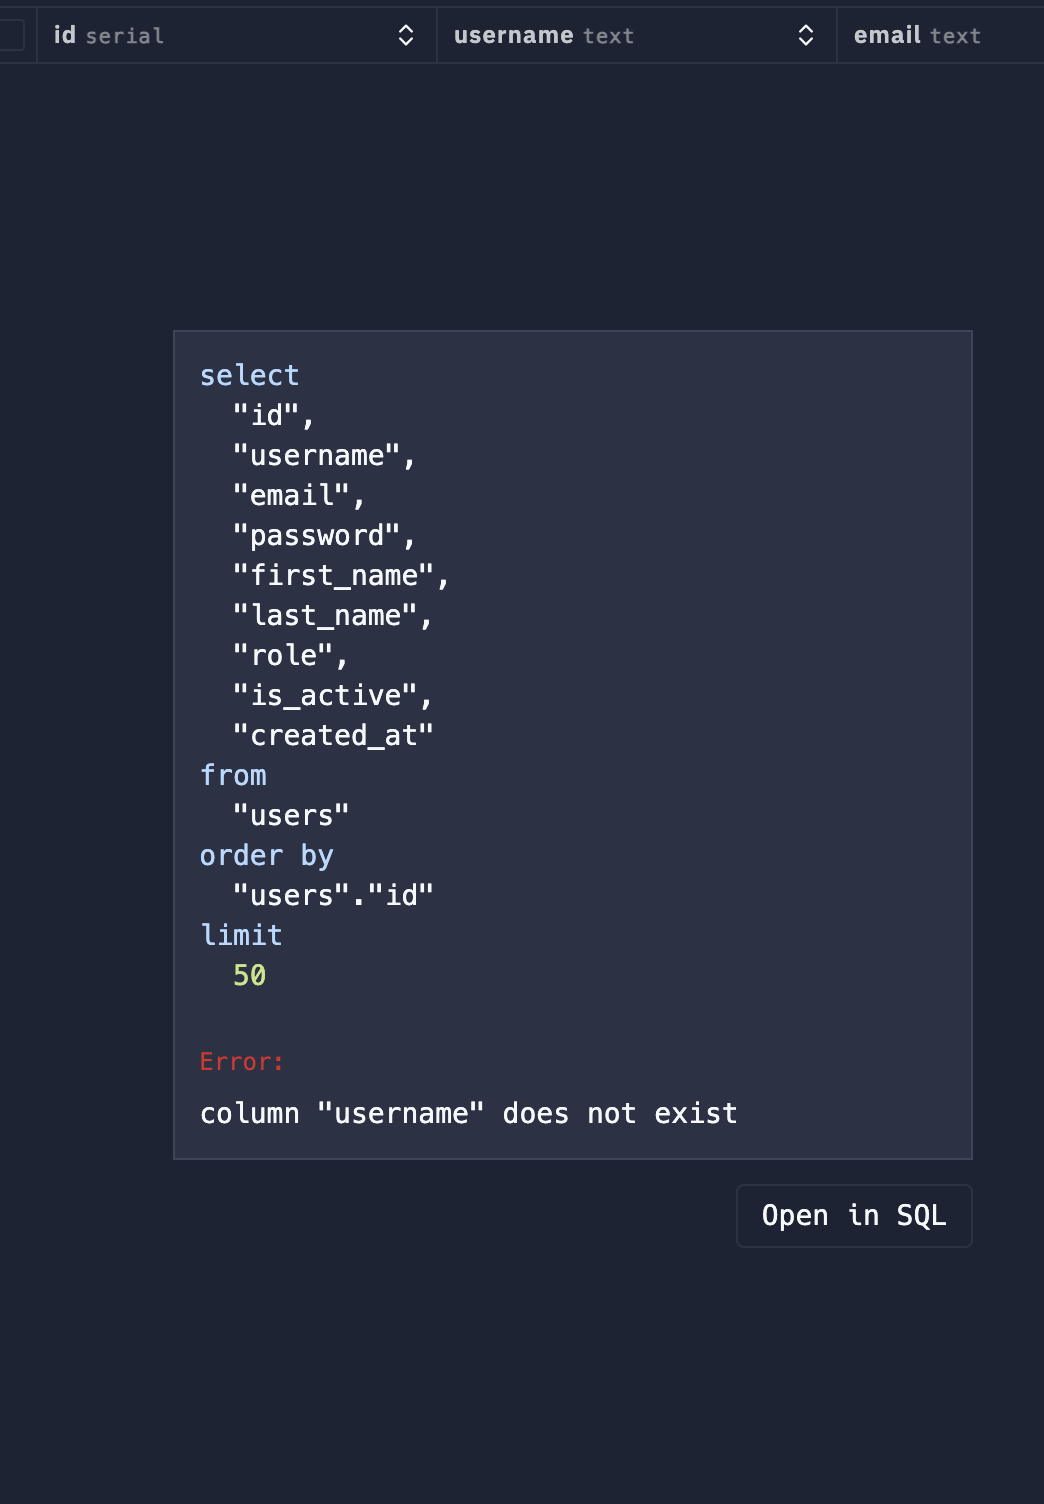 id serial username text email text
select
"id",
"username",
"email",
"password",
"first_name",
"last_name",
"role",
"is_active",
"created_at"
from
"users"
order by
"users"."id"
limit
50
Error:
column "username" does not exist
Open in SQL